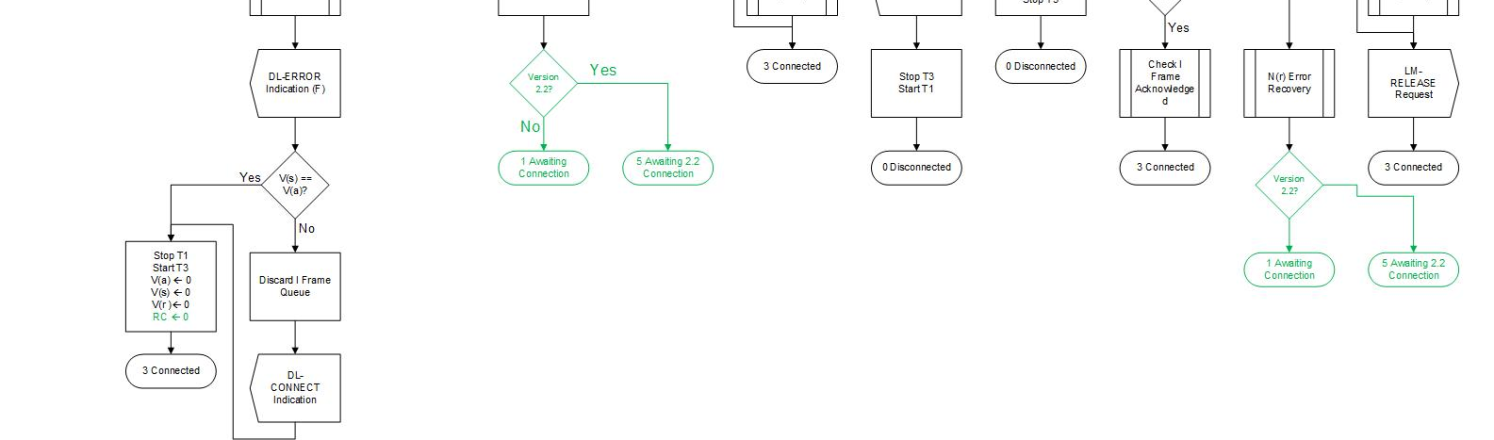 Stop T3
Yes
DL-ERROR
Indication (F)
Version
2.2?
Yes
No
3 Connected
Stop T3
Start T1
0 Disconnected
Check I
Frame
Acknowledge
d
N(r) Error
Recovery
LM-
RELEASE
Request
1 Awaiting
Connection
5 Awaiting 2.2
Connection
0 Disconnected
3 Connected
3 Connected
Yes
V(s) ==
V(a)?
No
Version
2.2?
Stop T1
Start T3
V(a) ← 0
V(s) ← 0
V(r) ← 0
RC ← 0
Discard I Frame
Queue
1 Awaiting
Connection
5 Awaiting 2.2
Connection
3 Connected
DL-
CONNECT
Indication